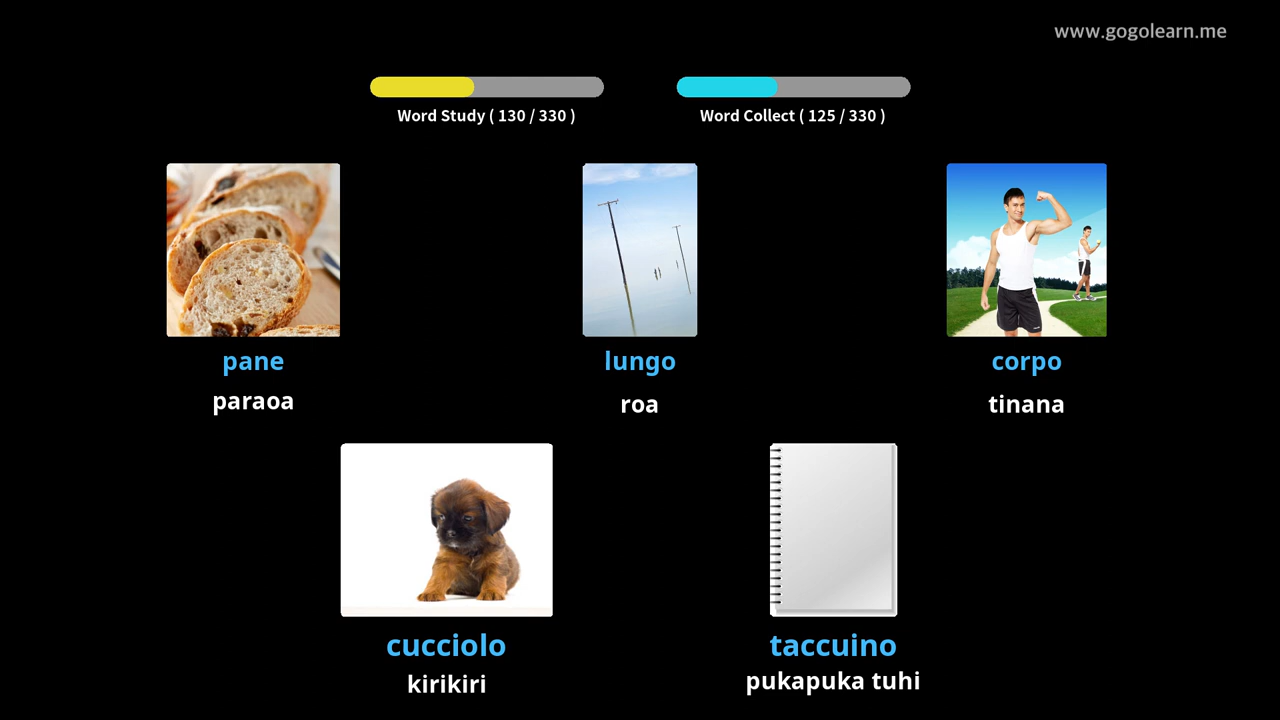 www.gogolearn.me
Word Study ( 130 / 330 )
Word Collect ( 125 / 330 )
pane
paraoa
lungo
roa
corpo
tinana
cucciolo
kirikiri
taccuino
pukapuka tuhi